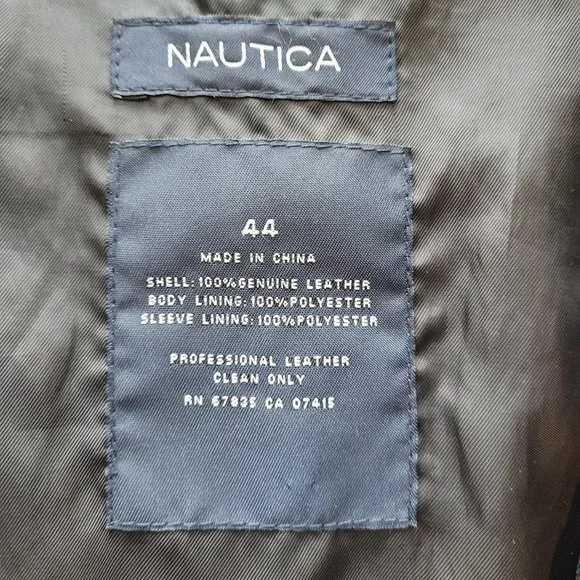 NAUTICA
44
MADE IN CHINA
SHELL: 100%GENUINE LEATHER
BODY LINING: 100%POLYESTER
SLEEVE LINING: 100%POLYESTER
PROFESSIONAL LEATHER
CLEAN ONLY
RN 67835 CA 07415